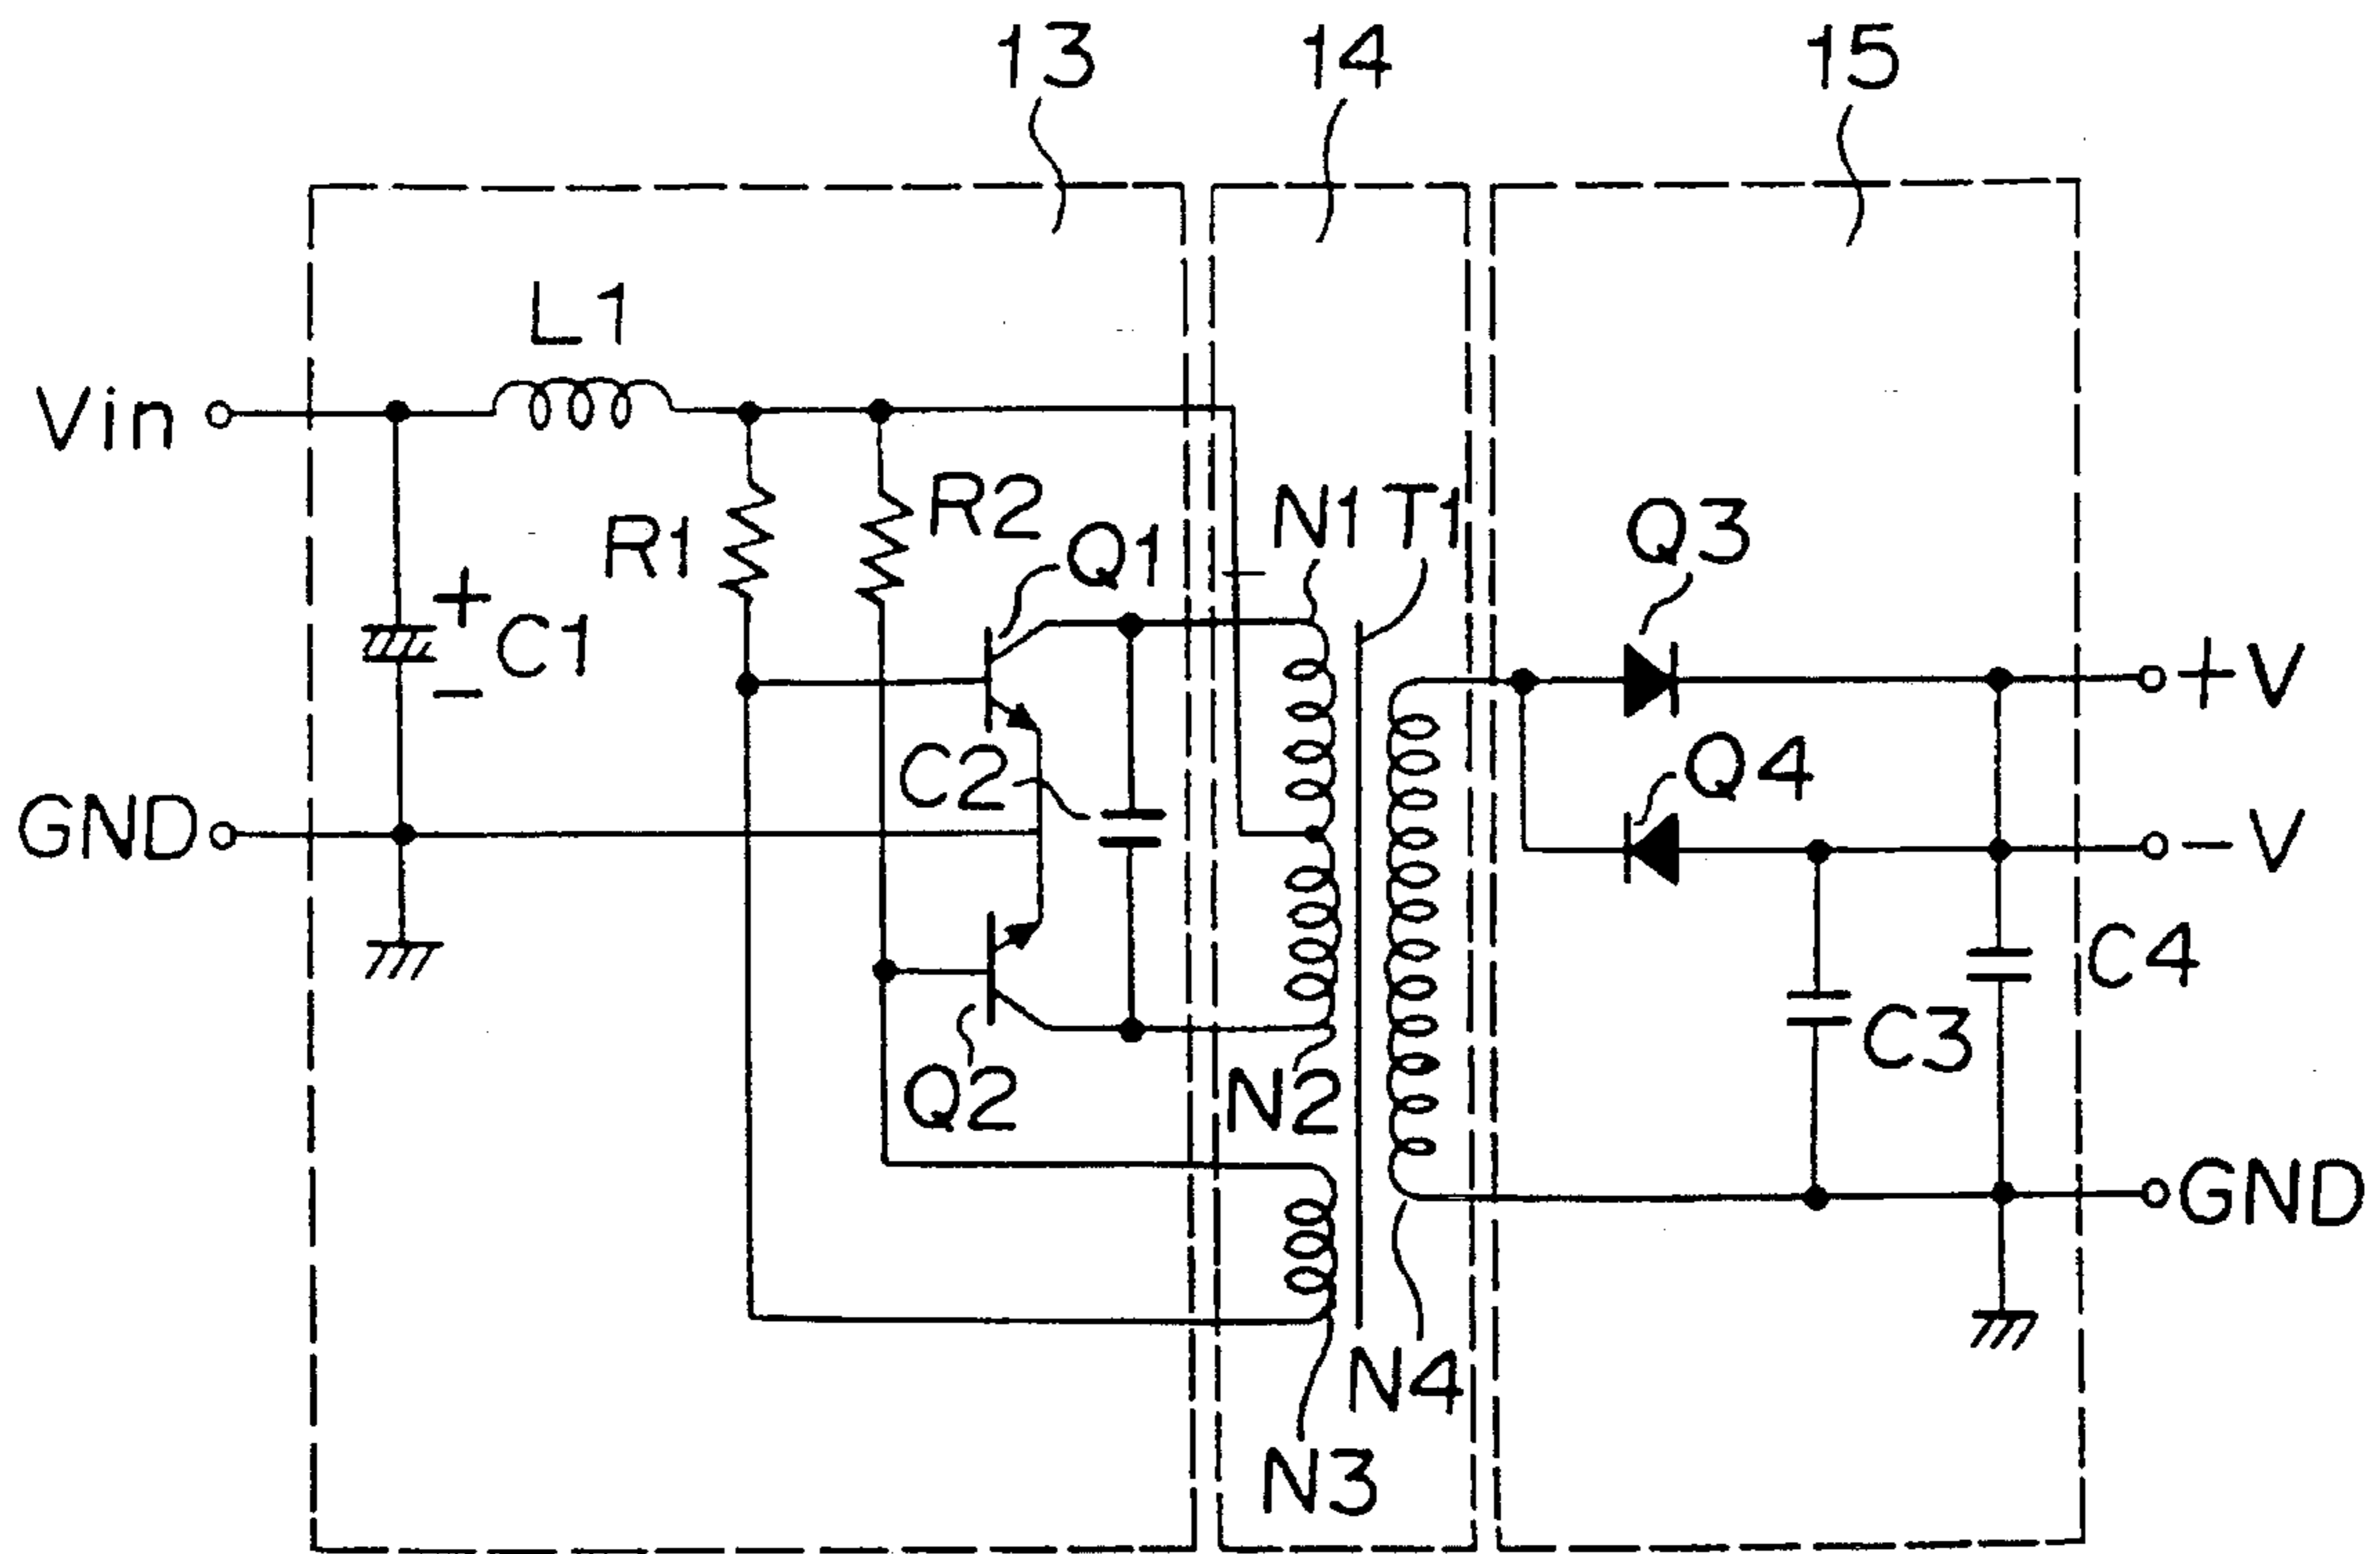 13
14
15
L1
Vin
R2
N1
T1
R1
Q1
Q3
+
C1
+V
−
C2
Q4
GND
−V
C4
C3
Q2
N2
GND
N4
N3